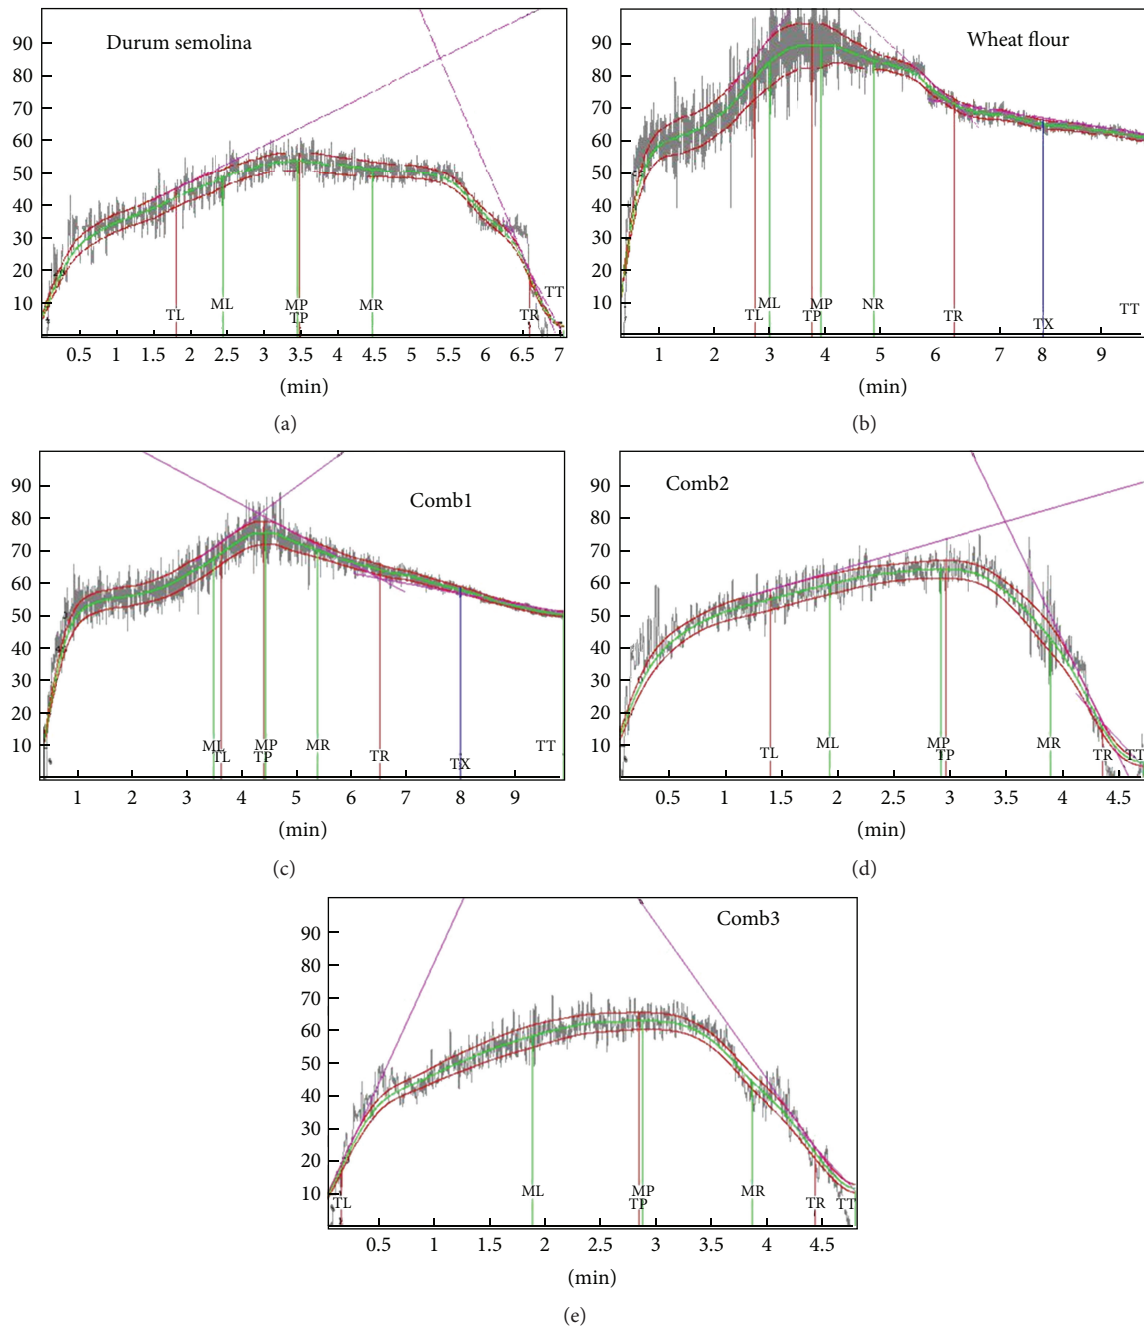 Durum semolina
90
80
70
60
50
40
30
20
10
TL ML MP TP MR TR TT
0.5 1 1.5 2 2.5 3 3.5 4 4.5 5 5.5 6 6.5 7
(min)
(a)
Wheat flour
90
80
70
60
50
40
30
20
10
TL ML TP MP NR TR TX TT
1 2 3 4 5 6 7 8 9
(min)
(b)
Comb1
90
80
70
60
50
40
30
20
10
ML TL MP TP MR TR TX TT
1 2 3 4 5 6 7 8 9
(min)
(c)
Comb2
90
80
70
60
50
40
30
20
10
TL ML MP TP MR TR TT
0.5 1 1.5 2 2.5 3 3.5 4 4.5
(min)
(d)
Comb3
90
80
70
60
50
40
30
20
10
TL ML MP TP MR TR TT
0.5 1 1.5 2 2.5 3 3.5 4 4.5
(min)
(e)